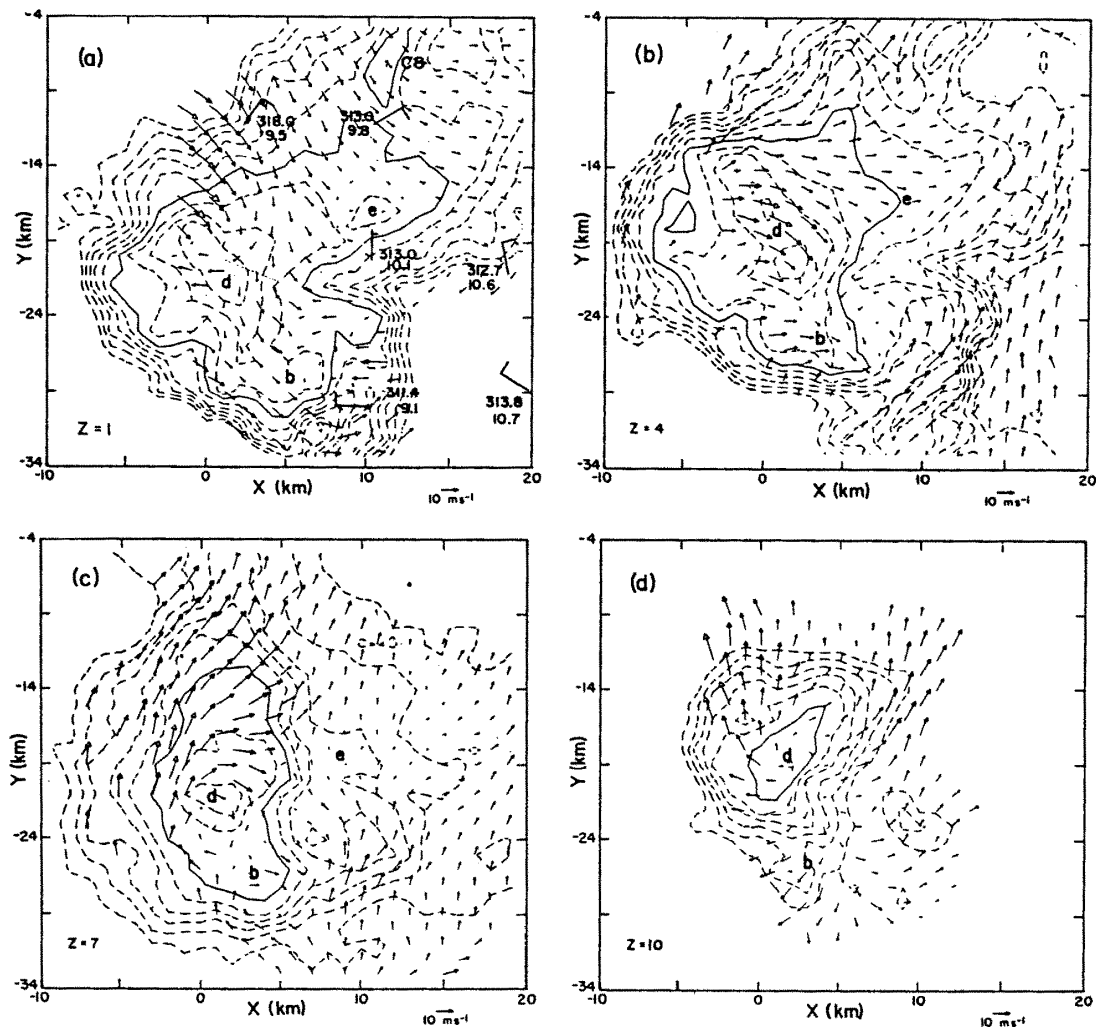 -4
(a)
C8
318.0
9.5
313.0
9.8
-14
e
Y (km)
d
313.0
10.1
312.7
10.6
-24
b
311.4
9.1
313.8
10.7
Z = 1
-34
-10
0
10
20
X (km)
10 ms⁻¹
-4
(b)
-14
e
Y (km)
d
-24
b
Z = 4
-34
-10
0
10
20
X (km)
10 ms⁻¹
-4
(c)
-14
e
Y (km)
d
-24
b
Z = 7
-34
-10
0
10
20
X (km)
10 ms⁻¹
-4
(d)
-14
Y (km)
d
-24
b
Z=10
-34
-10
0
10
20
X (km)
10 ms⁻¹